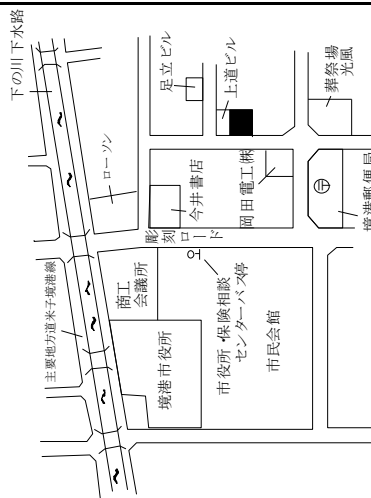 下の川下水路
足立ビル
上道ビル
葬祭場
光風
ローソン
今井書店
岡田電工㈱
境港郵便局
彫刻ロード
主要地方道米子境港線
商工
会議所
境港市役所
市役所・保険相談
センターバス停
市民会館